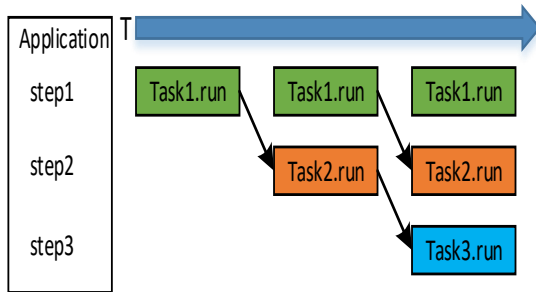 Application T
step1 Task1.run Task1.run Task1.run
step2 Task2.run Task2.run
step3 Task3.run